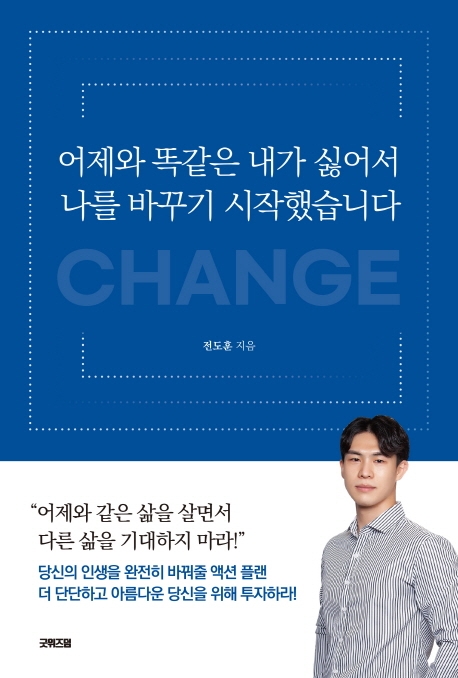 어제와 똑같은 내가 싫어서
나를 바꾸기 시작했습니다
CHANGE
전도훈 지음
“어제와 같은 삶을 살면서
다른 삶을 기대하지 마라!”
당신의 인생을 완전히 바꿔줄 액션 플랜
더 단단하고 아름다운 당신을 위해 투자하라!
굿위즈덤